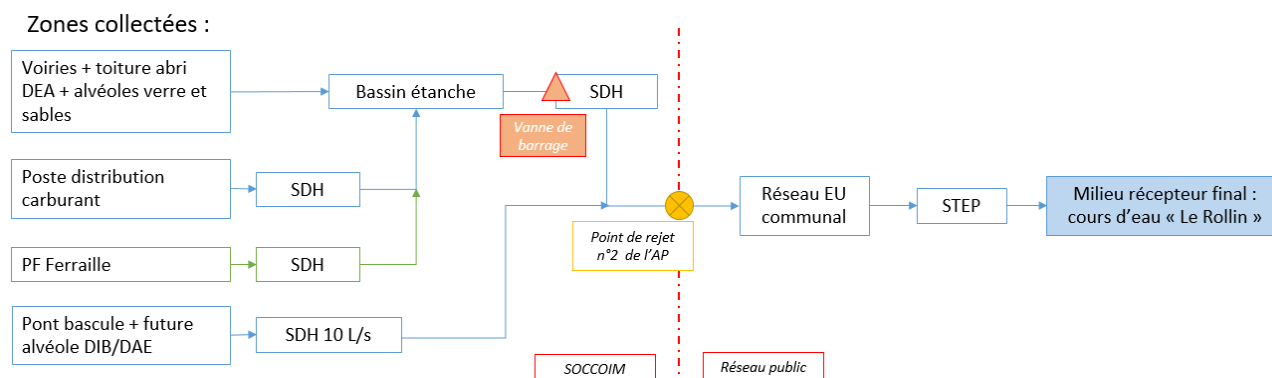 Zones collectées :
Voiries + toiture abri
DEA + alvéoles verre et
sables
Bassin étanche
SDH
Vanne de
barrage
Poste distribution
carburant
SDH
Réseau EU
communal
STEP
Milieu récepteur final :
cours d’eau « Le Rollin »
Point de rejet
n°2 de l’AP
PF Ferraille
SDH
Pont bascule + future
alvéole DIB/DAE
SDH 10 L/s
SOCCOIM
Réseau public